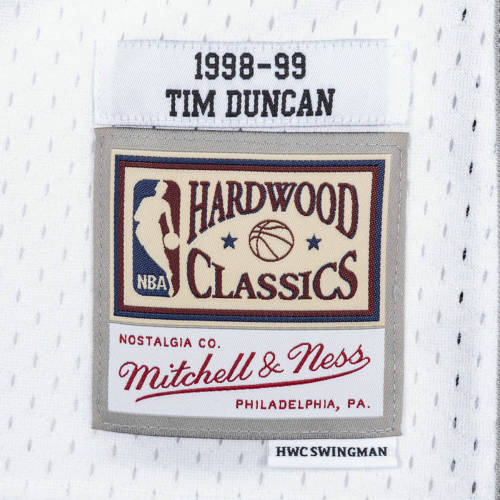 1998-99
TIM DUNCAN
HARDWOOD
CLASSICS
NBA
NOSTALGIA CO.
Mitchell & Ness
PHILADELPHIA, PA.
HWC SWINGMAN